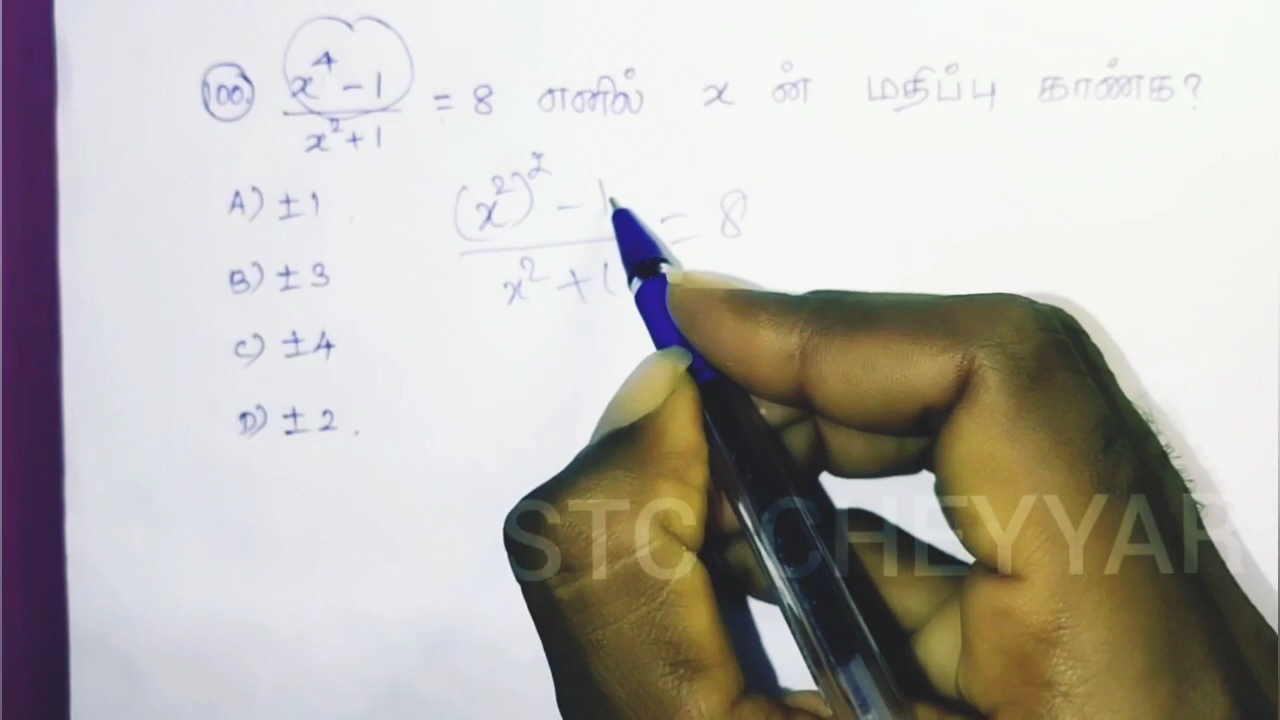 100. x⁴ - 1 / x² + 1 = 8 எனில் x ன் மதிப்பு காண்க?
A) ±1
B) ±3
C) ±4
D) ±2.
(x²)² - 1 / x² + 1 = 8
STC CHEYYAR